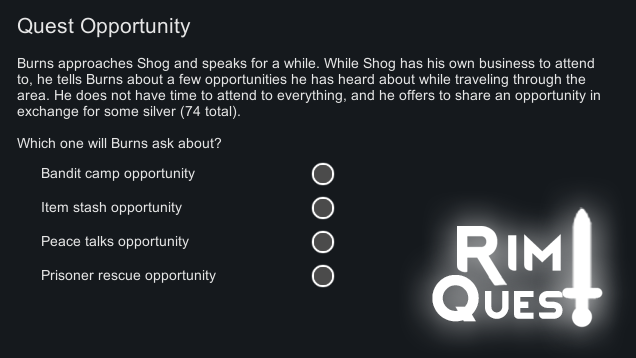 Quest Opportunity
Burns approaches Shog and speaks for a while. While Shog has his own business to attend
to, he tells Burns about a few opportunities he has heard about while traveling through the
area. He does not have time to attend to everything, and he offers to share an opportunity in
exchange for some silver (74 total).
Which one will Burns ask about?
Bandit camp opportunity
Item stash opportunity
Peace talks opportunity
Prisoner rescue opportunity
RIM
QUEST